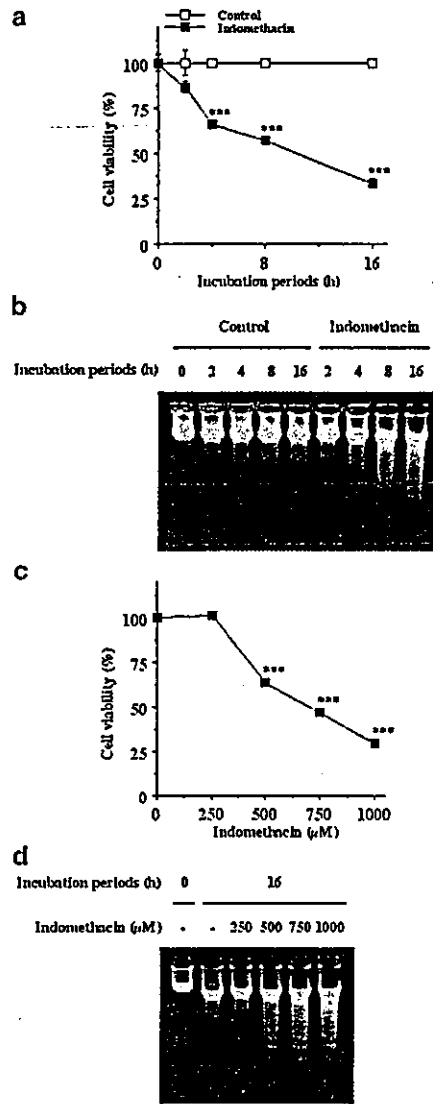 a
Control
Indomethacin
Cell viability (%)
100
75
50
25
0
***
***
***
0
8
16
Incubation periods (h)
b
Control
Indomethacin
Incubation periods (h)
0 2 4 8 16 2 4 8 16
c
Cell viability (%)
100
75
50
25
0
***
***
***
0 250 500 750 1000
Indomethacin (µM)
d
Incubation periods (h)
0
16
Indomethacin (µM)
- - 250 500 750 1000